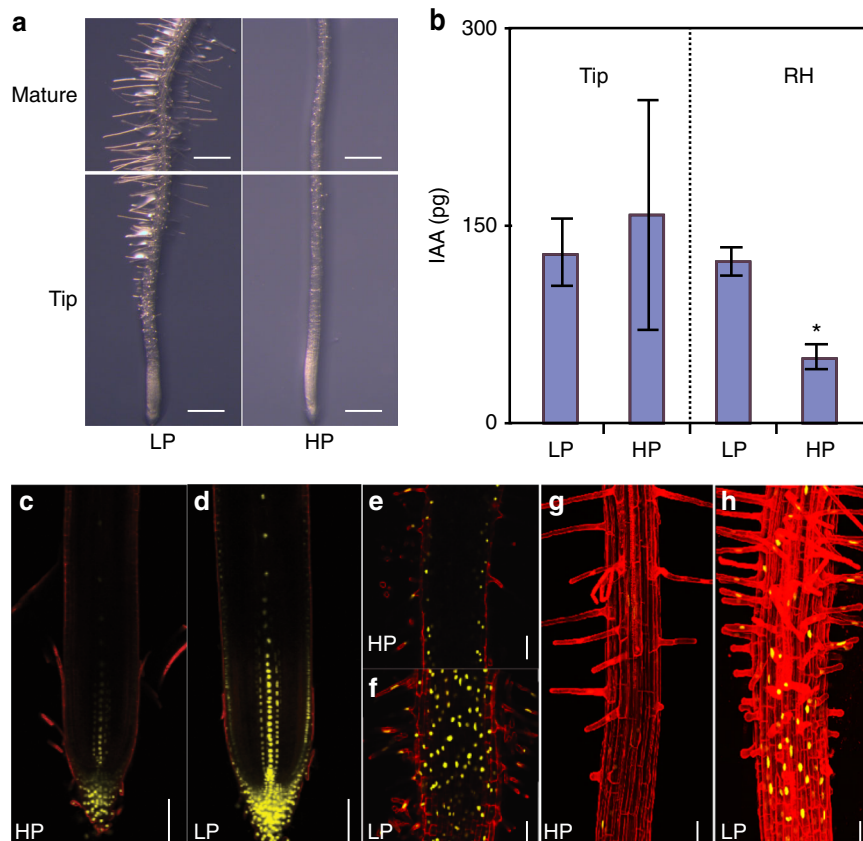 a
Mature
Tip
LP
HP
b
300
Tip
RH
IAA (pg)
150
*
0
LP
HP
LP
HP
c
HP
d
LP
e
HP
f
LP
g
HP
h
LP